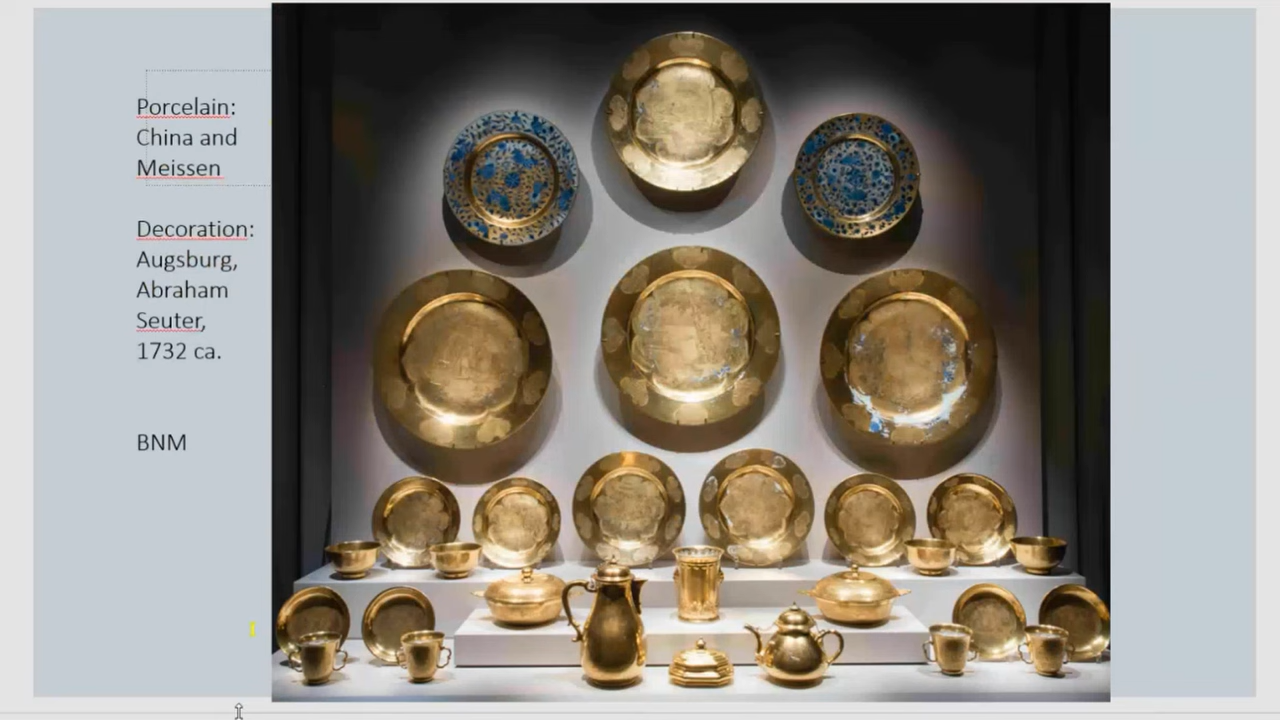 Porcelain:
China and
Meissen
Decoration:
Augsburg,
Abraham
Seuter,
1732 ca.
BNM